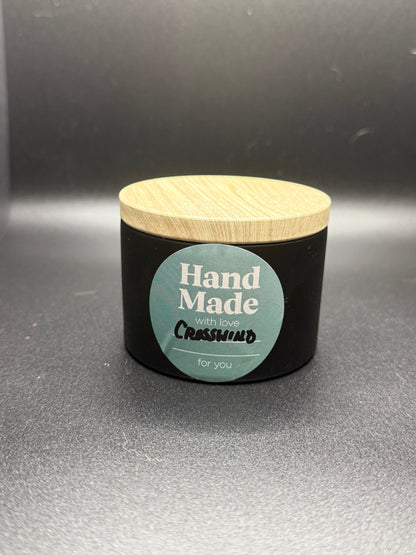 Hand
Made
with love
CROSSWIND
for you